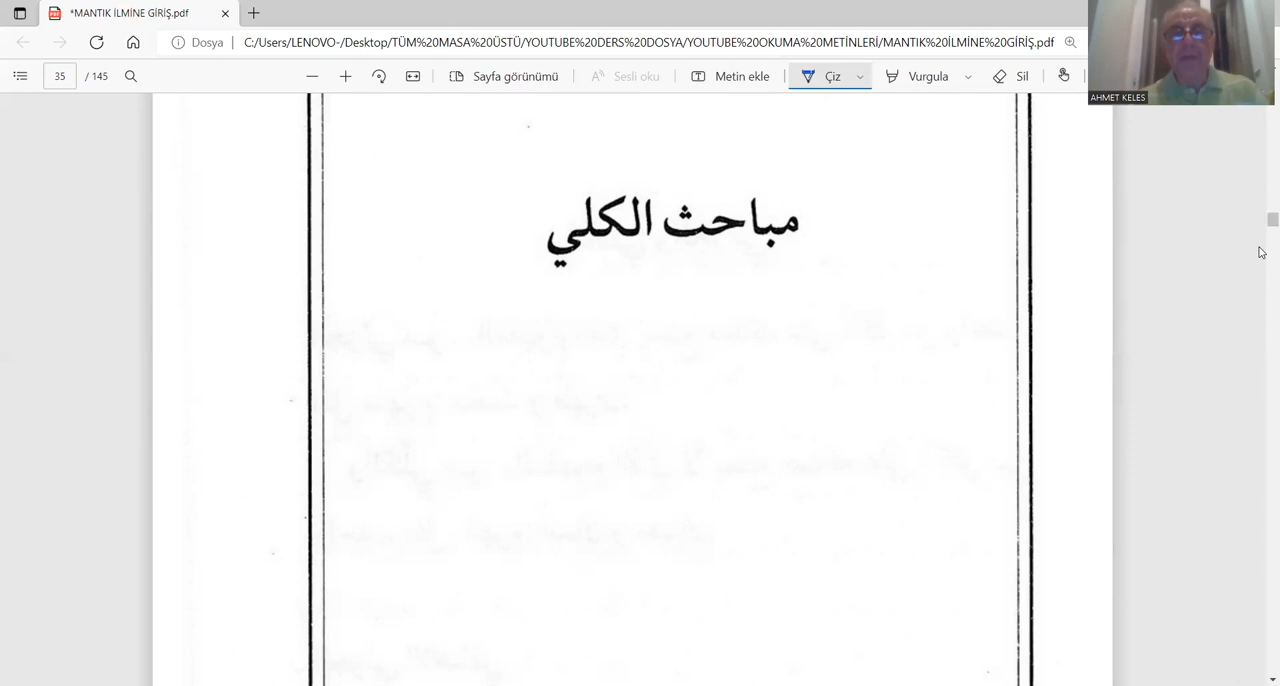 *MANTIK İLMİNE GİRİŞ.pdf
Dosya C:/Users/LENOVO-/Desktop/TÜM%20MASA%20ÜSTÜ/YOUTUBE%20DERS%20DOSYA/YOUTUBE%20OKUMA%20METİNLERİ/MANTIK%20İLMİNE%20GİRİŞ.pdf
35 / 145 Sayfa görünümü Sesli oku Metin ekle Çiz Vurgula Sil
AHMET KELES
مباحث الكلي